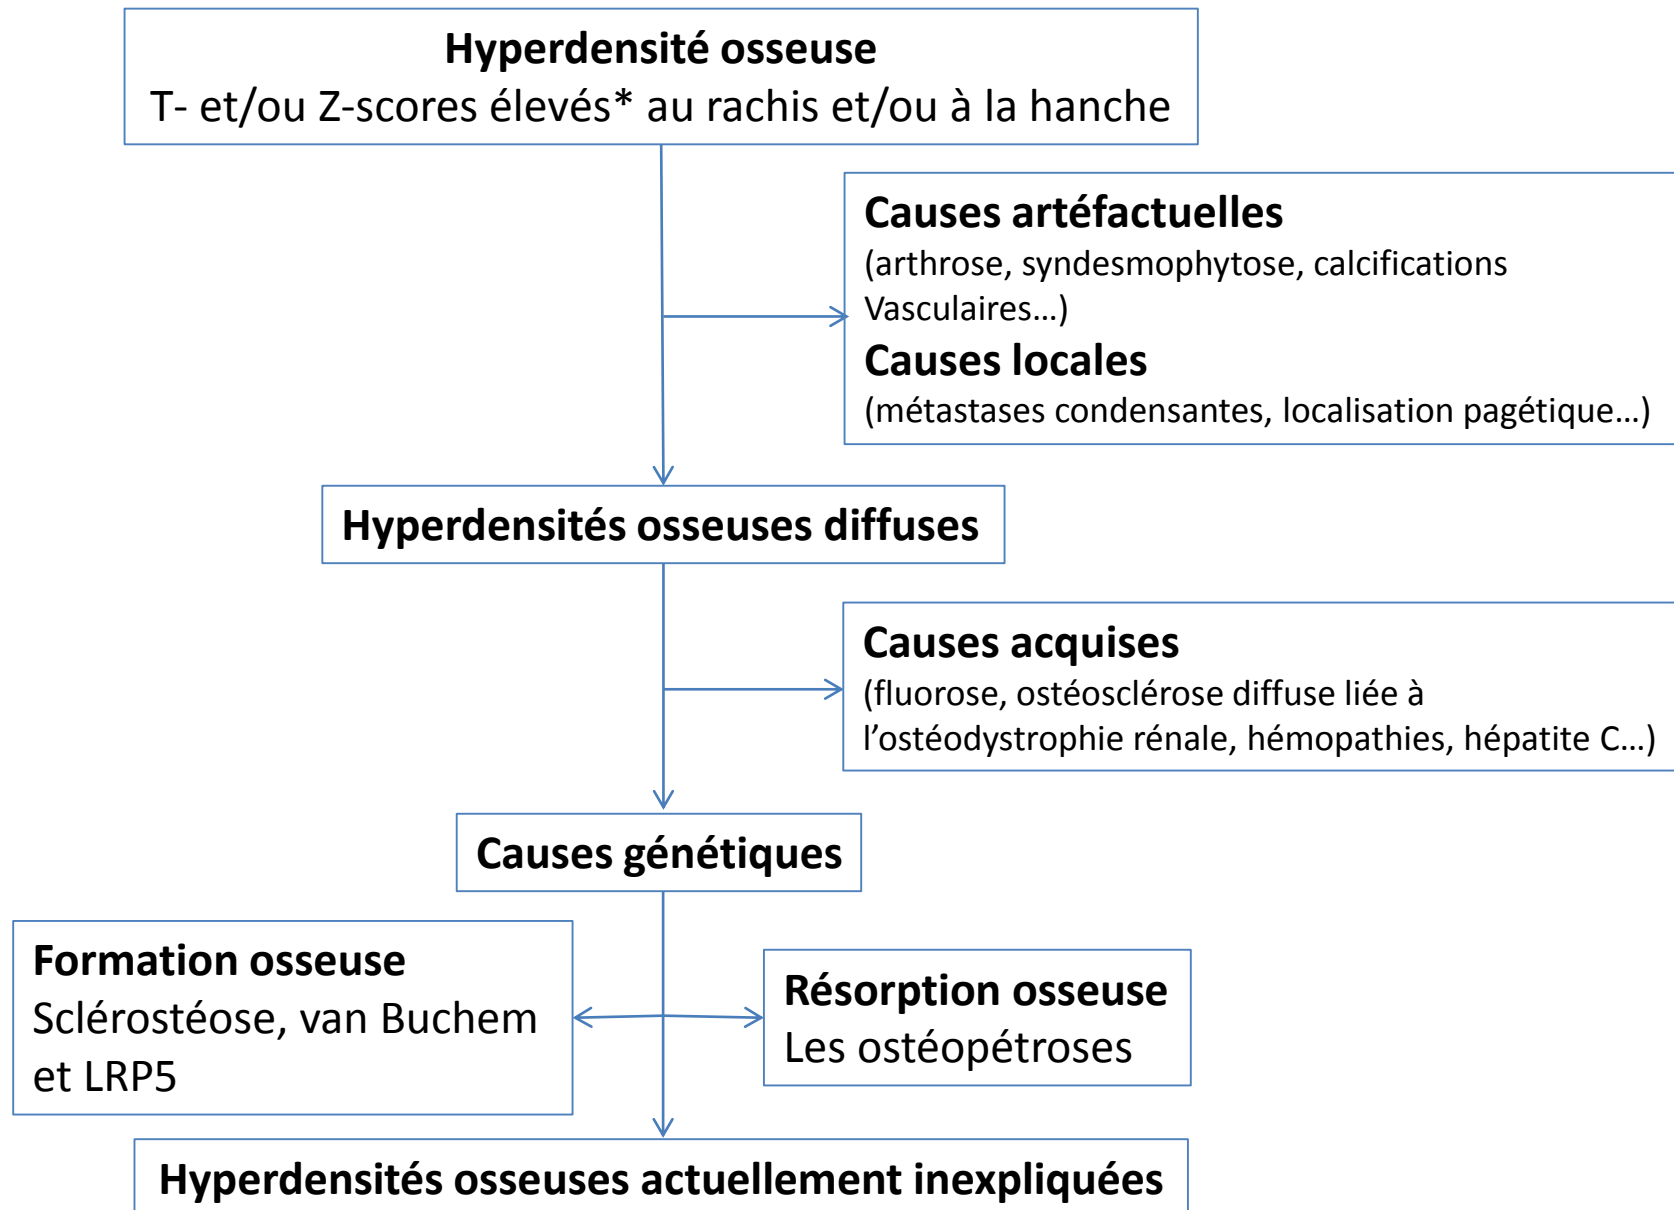 Hyperdensité osseuse
T- et/ou Z-scores élevés* au rachis et/ou à la hanche
Causes artéfactuelles
(arthrose, syndesmophytose, calcifications
Vasculaires…)
Causes locales
(métastases condensantes, localisation pagétique…)
Hyperdensités osseuses diffuses
Causes acquises
(fluorose, ostéosclérose diffuse liée à
l’ostéodystrophie rénale, hémopathies, hépatite C…)
Causes génétiques
Formation osseuse
Sclérostéose, van Buchem
et LRP5
Résorption osseuse
Les ostéopétroses
Hyperdensités osseuses actuellement inexpliquées